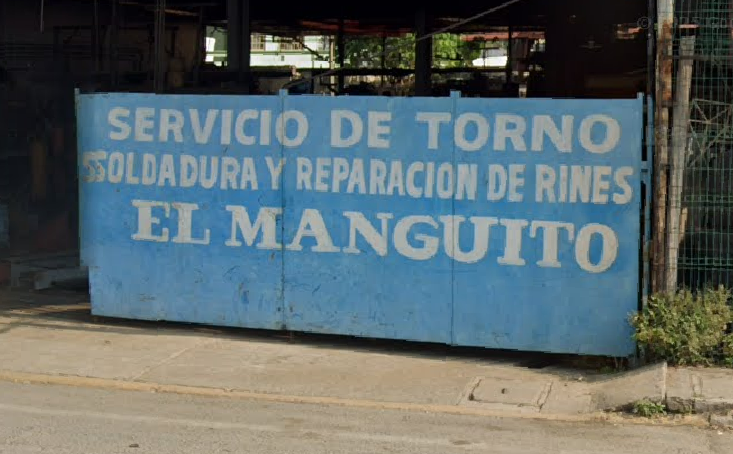 SERVICIO DE TORNO
SOLDADURA Y REPARACION DE RINES
EL MANGUITO